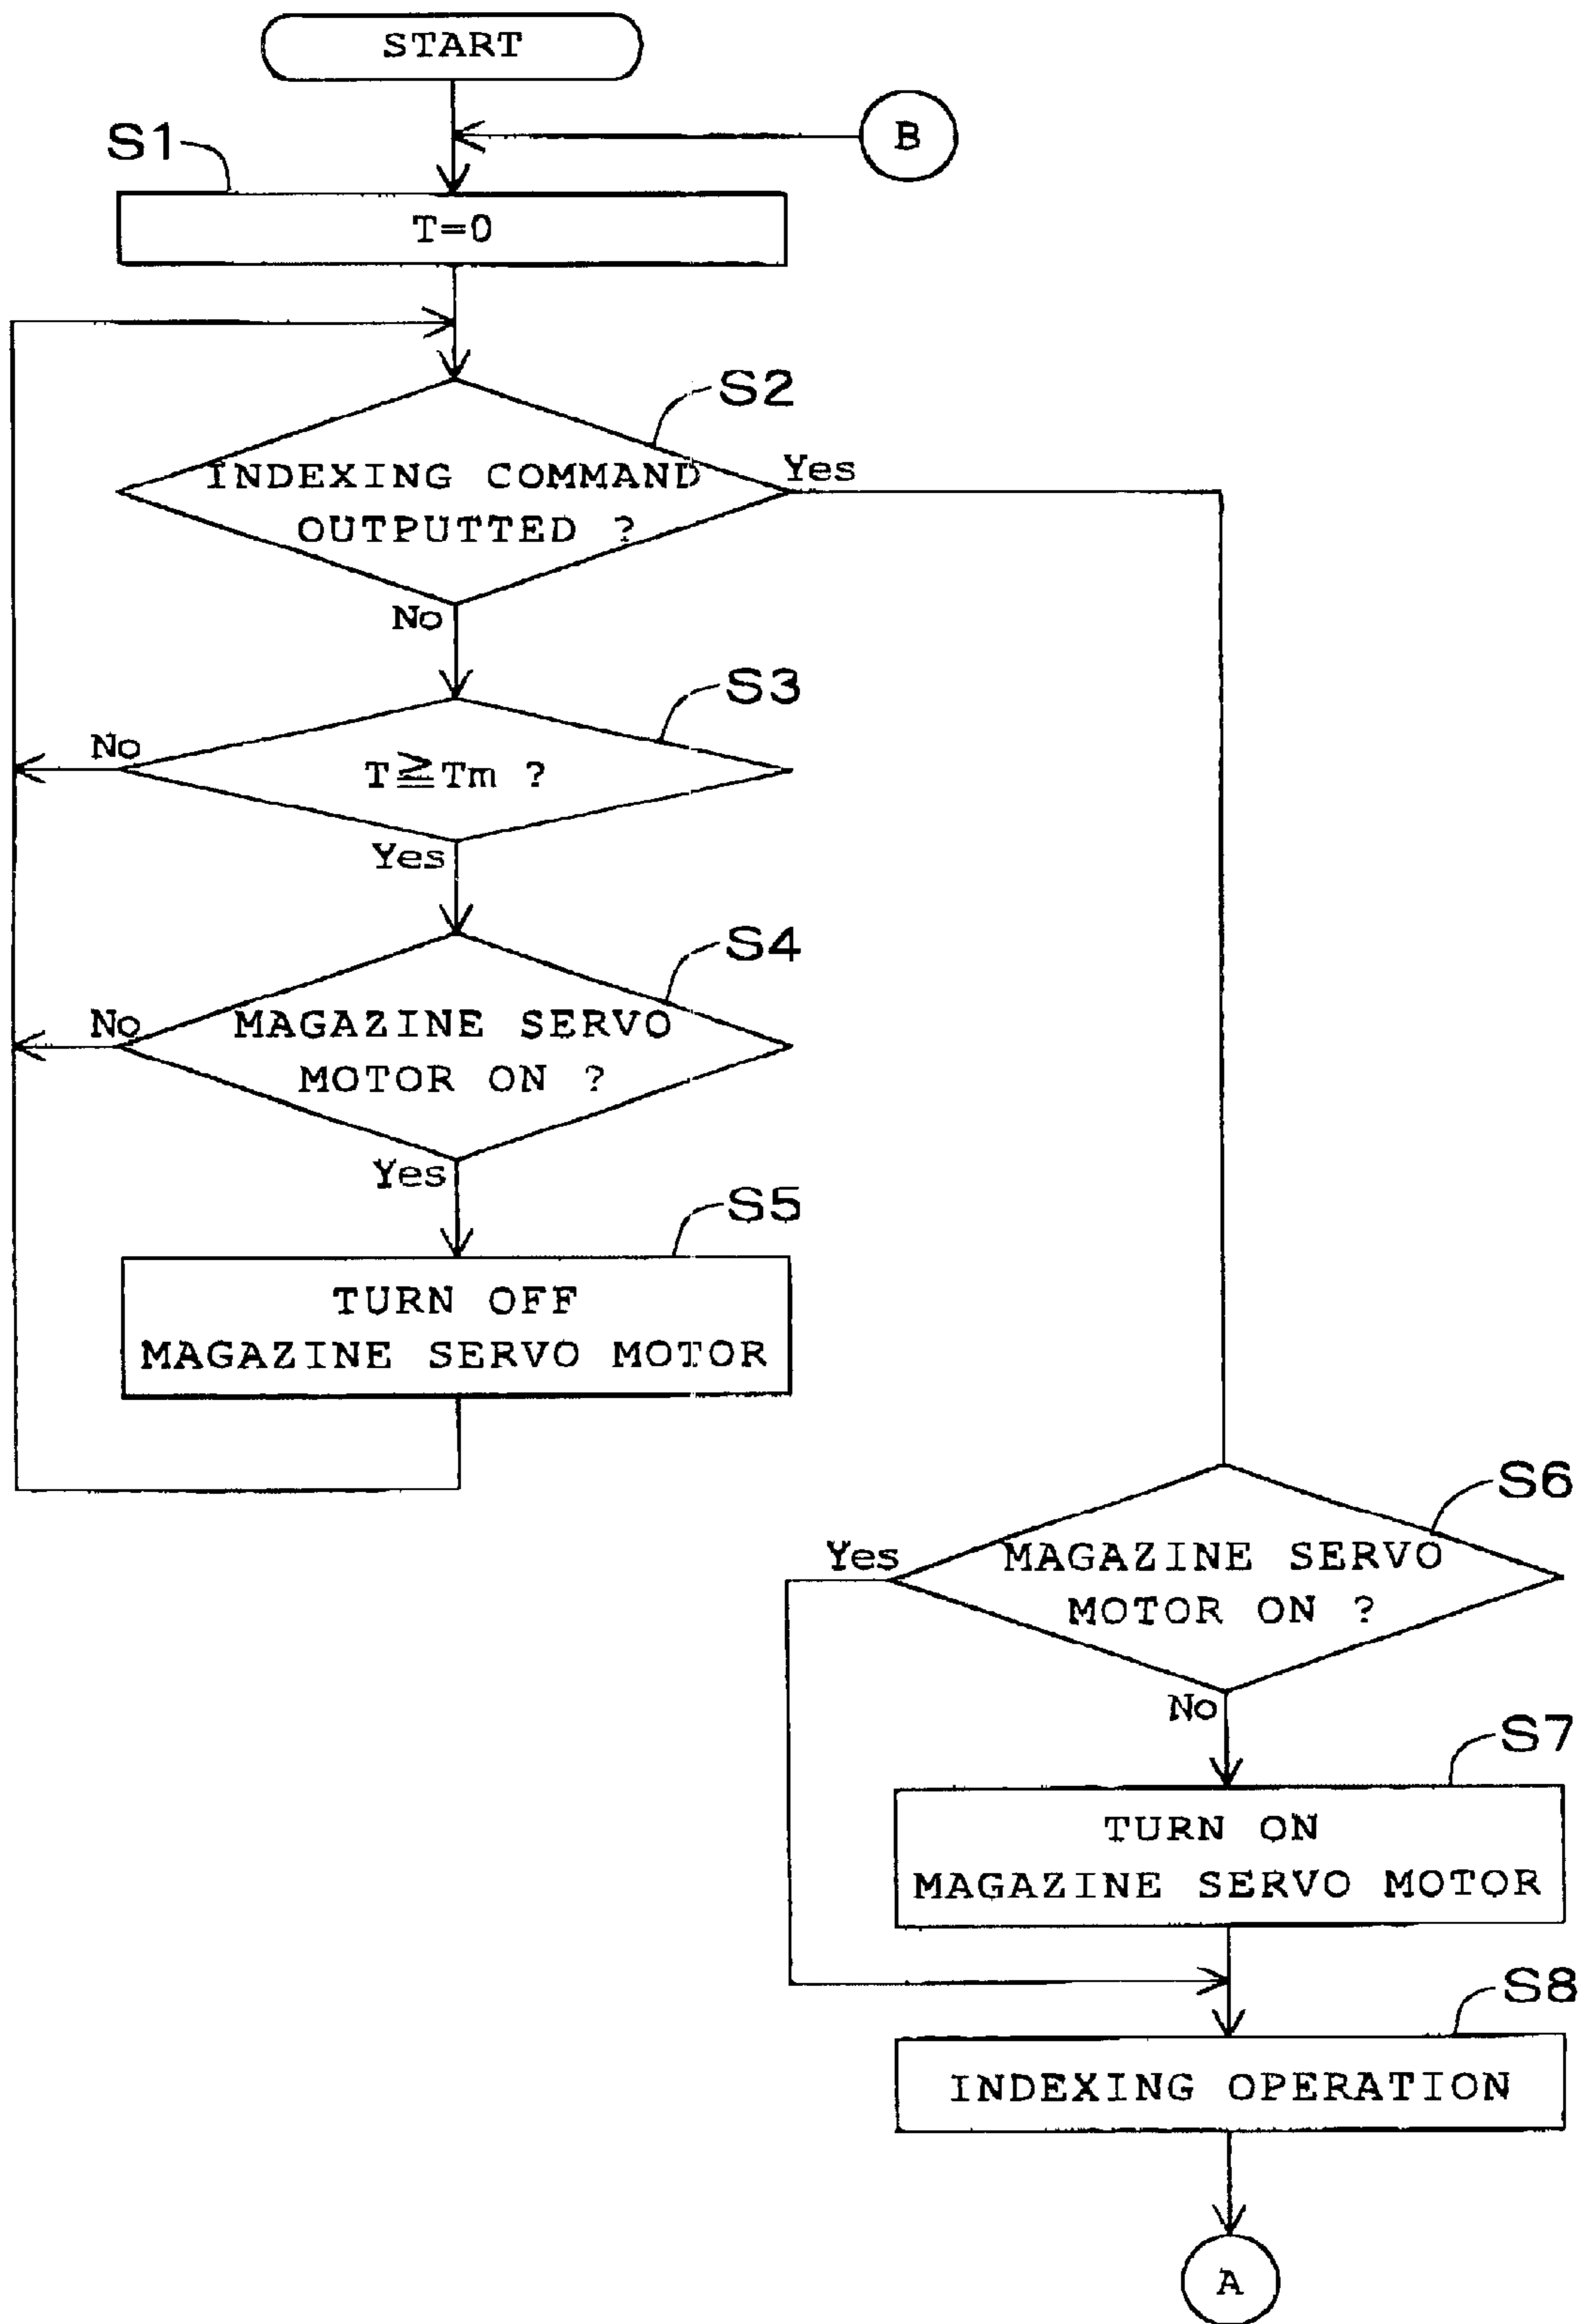 START
B
S1
T=0
S2
INDEXING COMMAND
OUTPUTTED ?
Yes
No
S3
No
T≧Tm ?
Yes
S4
No
MAGAZINE SERVO
MOTOR ON ?
Yes
S5
TURN OFF
MAGAZINE SERVO MOTOR
S6
Yes
MAGAZINE SERVO
MOTOR ON ?
No
S7
TURN ON
MAGAZINE SERVO MOTOR
S8
INDEXING OPERATION
A